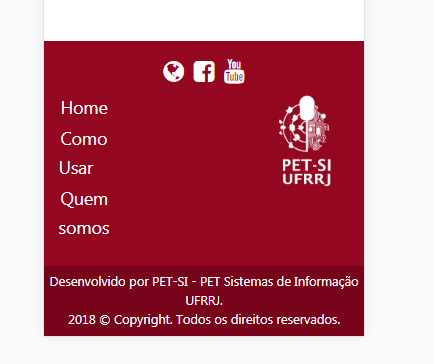 You
Tube
Home
Como
Usar
Quem
somos
PET-SI
UFRRJ
Desenvolvido por PET-SI - PET Sistemas de Informação
UFRRJ.
2018 © Copyright. Todos os direitos reservados.